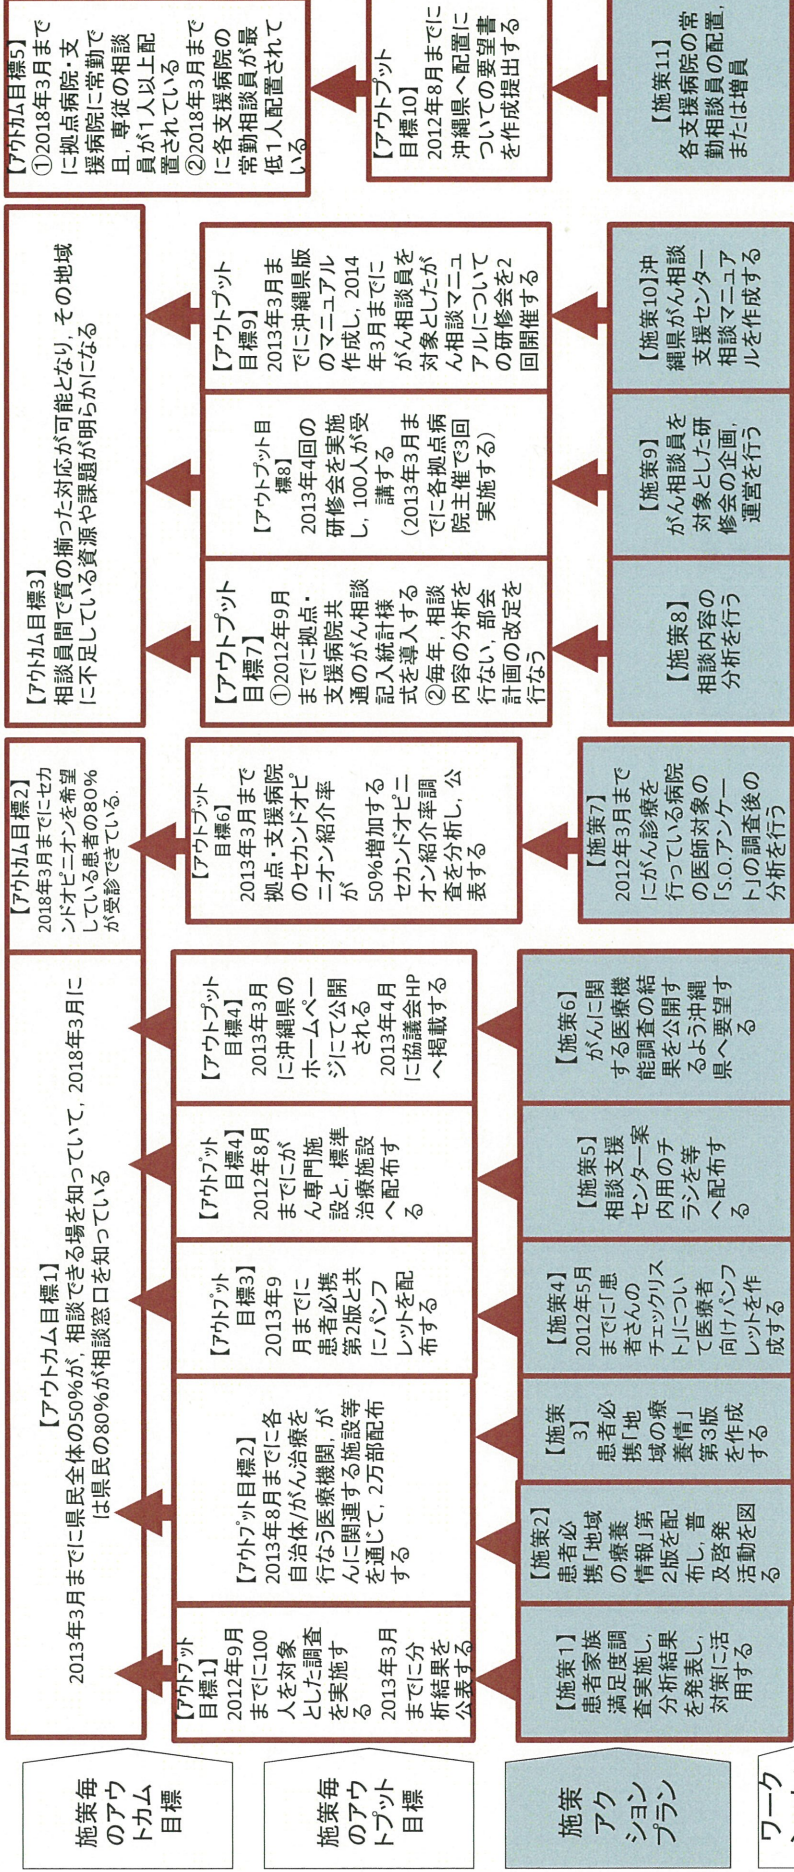 施策毎
のアウ
トカム
目標
【アウトカム目標1】
2013年3月までに県民全体の50%が，相談できる場を知っていて，2018年3月に
は県民の80%が相談窓口を知っている
【アウトカム目標2】
2018年3月までにセカ
ンドオピニオンを希望
している患者の80%
が受診できている.
【アウトカム目標3】
相談員間で質の揃った対応が可能となり，その地域
に不足している資源や課題が明らかになる
【アウトカム目標5】
①2018年3月まで
に拠点病院・支
援病院に常勤で
且，専従の相談
員が1人以上配
置されている
②2018年3月まで
に各支援病院の
常勤相談員が最
低1人配置されて
いる
施策毎
のアウ
トプット
目標
【アウトプット
目標1】
2012年9月
までに100
人を対象
とした調査
を実施す
る
2013年3月
までに分
析結果を
公表する
【アウトプット目標2】
2013年8月までに各
自治体/がん治療を
行なう医療機関，が
んに関連する施設等
を通じて，2万部配布
する
【アウトプット
目標3】
2013年9
月までに
患者必携
第2版と共
にパンフ
レットを配
布する
【アウトプット
目標4】
2012年8月
までにが
ん専門施
設と，標準
治療施設
へ配布す
る
【アウトプット
目標4】
2013年3月
に沖縄県の
ホームペー
ジにて公開
される
2013年4月
に協議会HP
へ掲載する
【アウトプット
目標6】
2013年3月まで
拠点・支援病院
のセカンドオピ
ニオン紹介率
が
50%増加する
セカンドオピニ
オン紹介率調
査を分析し，公
表する
【アウトプット
目標7】
①2012年9月
までに拠点・
支援病院共
通のがん相談
記入統計様
式を導入する
②毎年，相談
内容の分析を
行ない，部会
計画の改定を
行なう
【アウトプット目
標8】
2013年4回の
研修会を実施
し，100人が受
講する
（2013年3月ま
でに各拠点病
院主催で3回
実施する）
【アウトプット
目標9】
2013年3月ま
でに沖縄県版
のマニュアル
作成し，2014
年3月までに
がん相談員を
対象としたが
ん相談マニュ
アルについて
の研修会を2
回開催する
【アウトプット
目標10】
2012年8月までに
沖縄県へ配置に
ついての要望書
を作成提出する
施策
アク
ション
プラン
【施策1】
患者家族
満足度調
査実施し，
分析結果
を発表し，
対策に活
用する
【施策2】
患者必
携「地域
の療養
情報」第
2版を配
布し，普
及啓発
活動を図
る
【施策
3】
患者必
携「地
域の療
養情」
第3版
を作成
する
【施策4】
2012年5月
までに「患
者さんの
チェックリス
ト」につい
て医療者
向けパンフ
レットを作
成する
【施策5】
相談支援
センター案
内用のチ
ラシを等
へ配布す
る
【施策6】
がんに関
する医療機
能調査の結
果を公開す
るよう沖縄
県へ要望す
る
【施策7】
2012年3月まで
にがん診療を
行っている病院
の医師対象の
「S.O.アンケー
ト」の調査後の
分析を行う
【施策8】
相談内容の
分析を行う
【施策9】
がん相談員を
対象とした研
修会の企画，
運営を行う
【施策10】沖
縄県がん相談
支援センター
相談マニュア
ルを作成する
【施策11】
各支援病院の常
勤相談員の配置，
または増員
ワーク